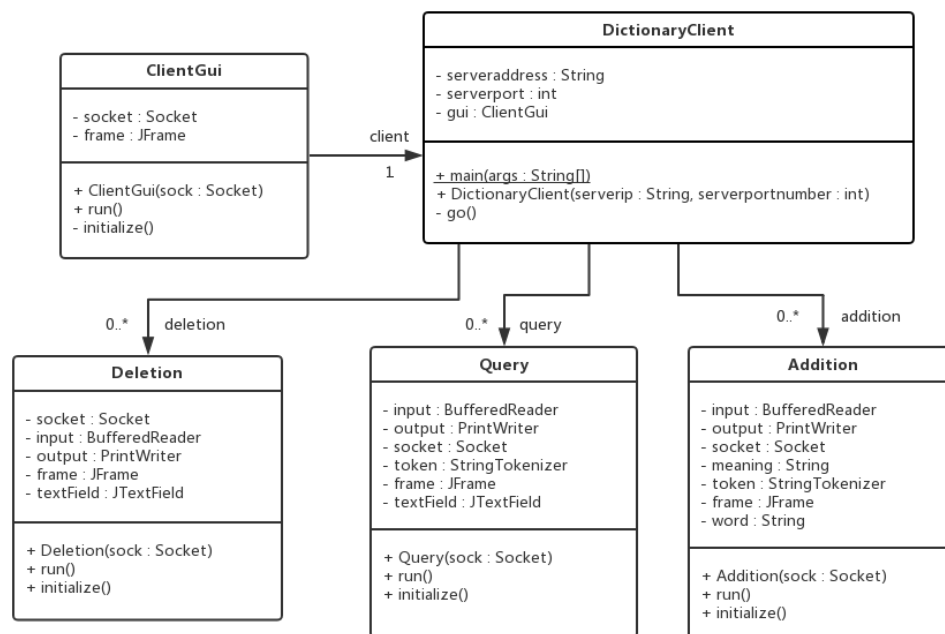 ClientGui
- socket : Socket
- frame : JFrame
+ ClientGui(sock : Socket)
+ run()
- initialize()
client
1
DictionaryClient
- serveraddress : String
- serverport : int
- gui : ClientGui
+ main(args : String[])
+ DictionaryClient(serverip : String, serverportnumber : int)
- go()
0..* deletion
0..* query
0..* addition
Deletion
- socket : Socket
- input : BufferedReader
- output : PrintWriter
- frame : JFrame
- textField : JTextField
+ Deletion(sock : Socket)
+ run()
+ initialize()
Query
- input : BufferedReader
- output : PrintWriter
- socket : Socket
- token : StringTokenizer
- frame : JFrame
- textField : JTextField
+ Query(sock : Socket)
+ run()
+ initialize()
Addition
- input : BufferedReader
- output : PrintWriter
- socket : Socket
- meaning : String
- token : StringTokenizer
- frame : JFrame
- word : String
+ Addition(sock : Socket)
+ run()
+ initialize()